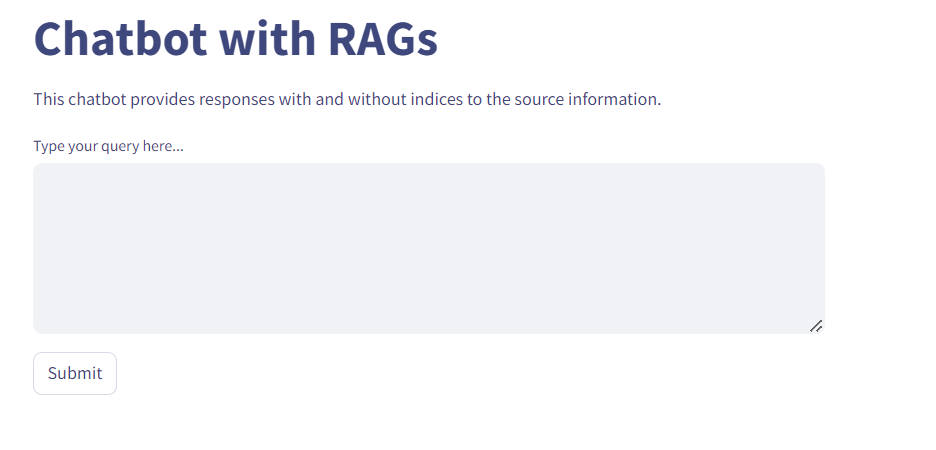 Chatbot with RAGs
This chatbot provides responses with and without indices to the source information.
Type your query here...
Submit